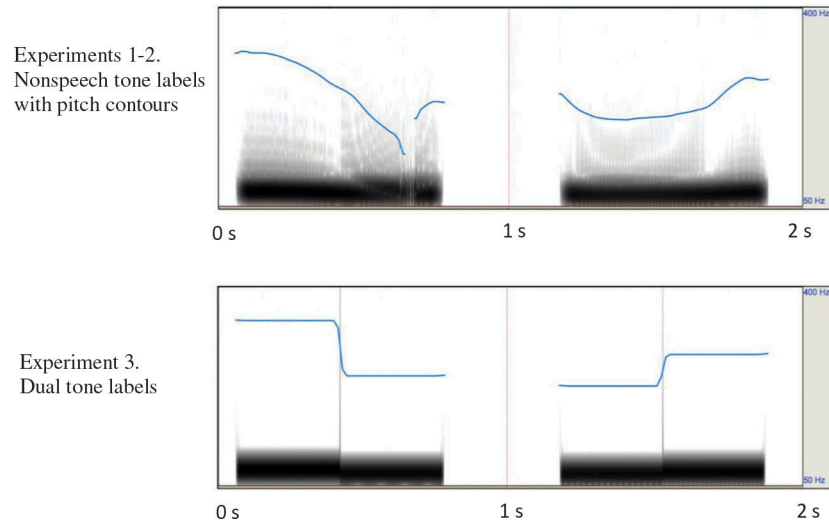 400 Hz
Experiments 1-2.
Nonspeech tone labels
with pitch contours
50 Hz
0 s
1 s
2 s
400 Hz
Experiment 3.
Dual tone labels
50 Hz
0 s
1 s
2 s